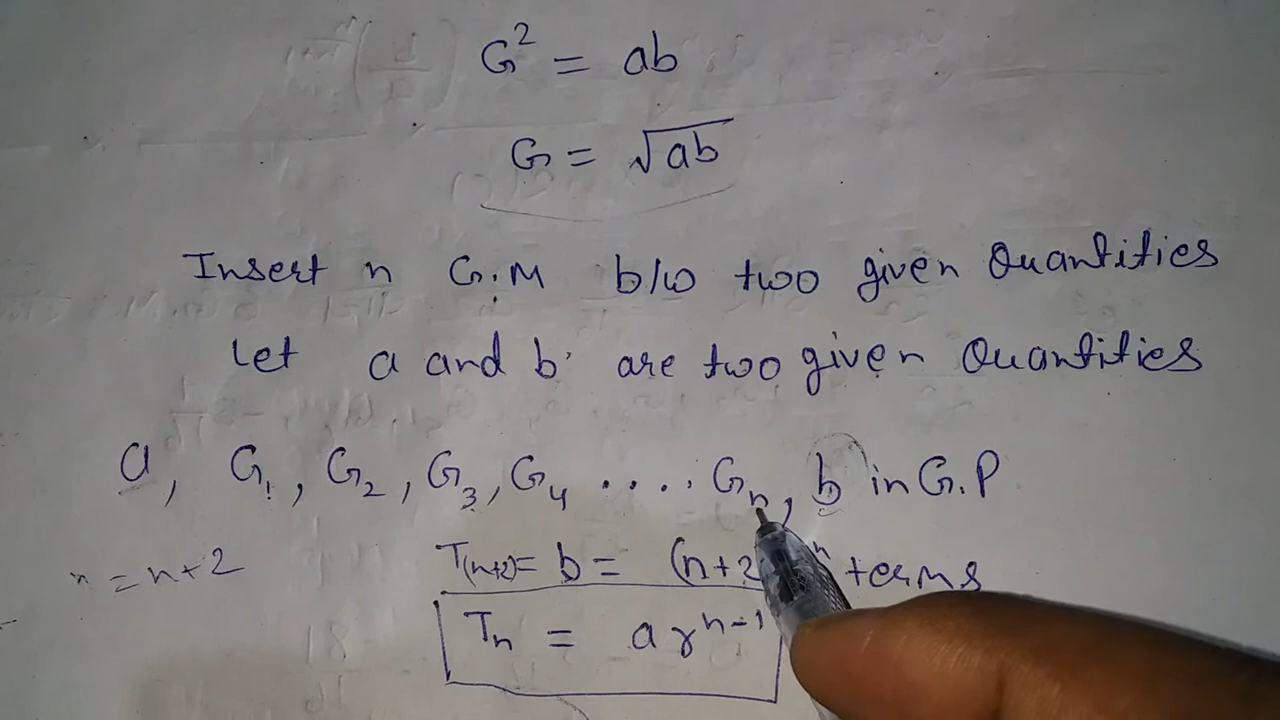 G² = ab
G = √ab
Insert n G.M b/w two given Quantities
Let a and b are two given Quantities
a, G₁, G₂, G₃, G₄ ..... Gₙ, b in G.P
n = n+2
T(n+2) = b = (n+2 terms
Tₙ = arⁿ⁻¹